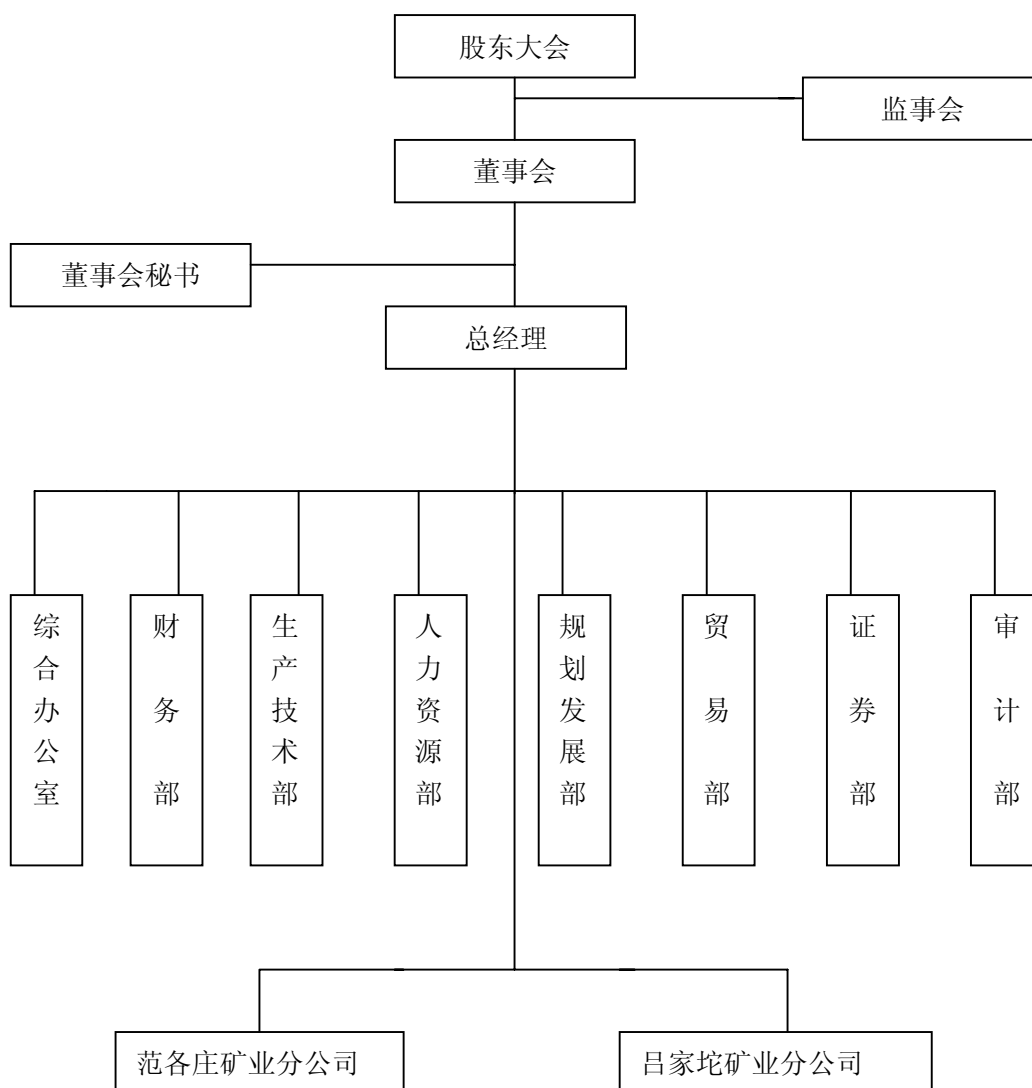 股东大会
监事会
董事会
董事会秘书
总经理
综合办公室
财务部
生产技术部
人力资源部
规划发展部
贸易部
证券部
审计部
范各庄矿业分公司
吕家坨矿业分公司